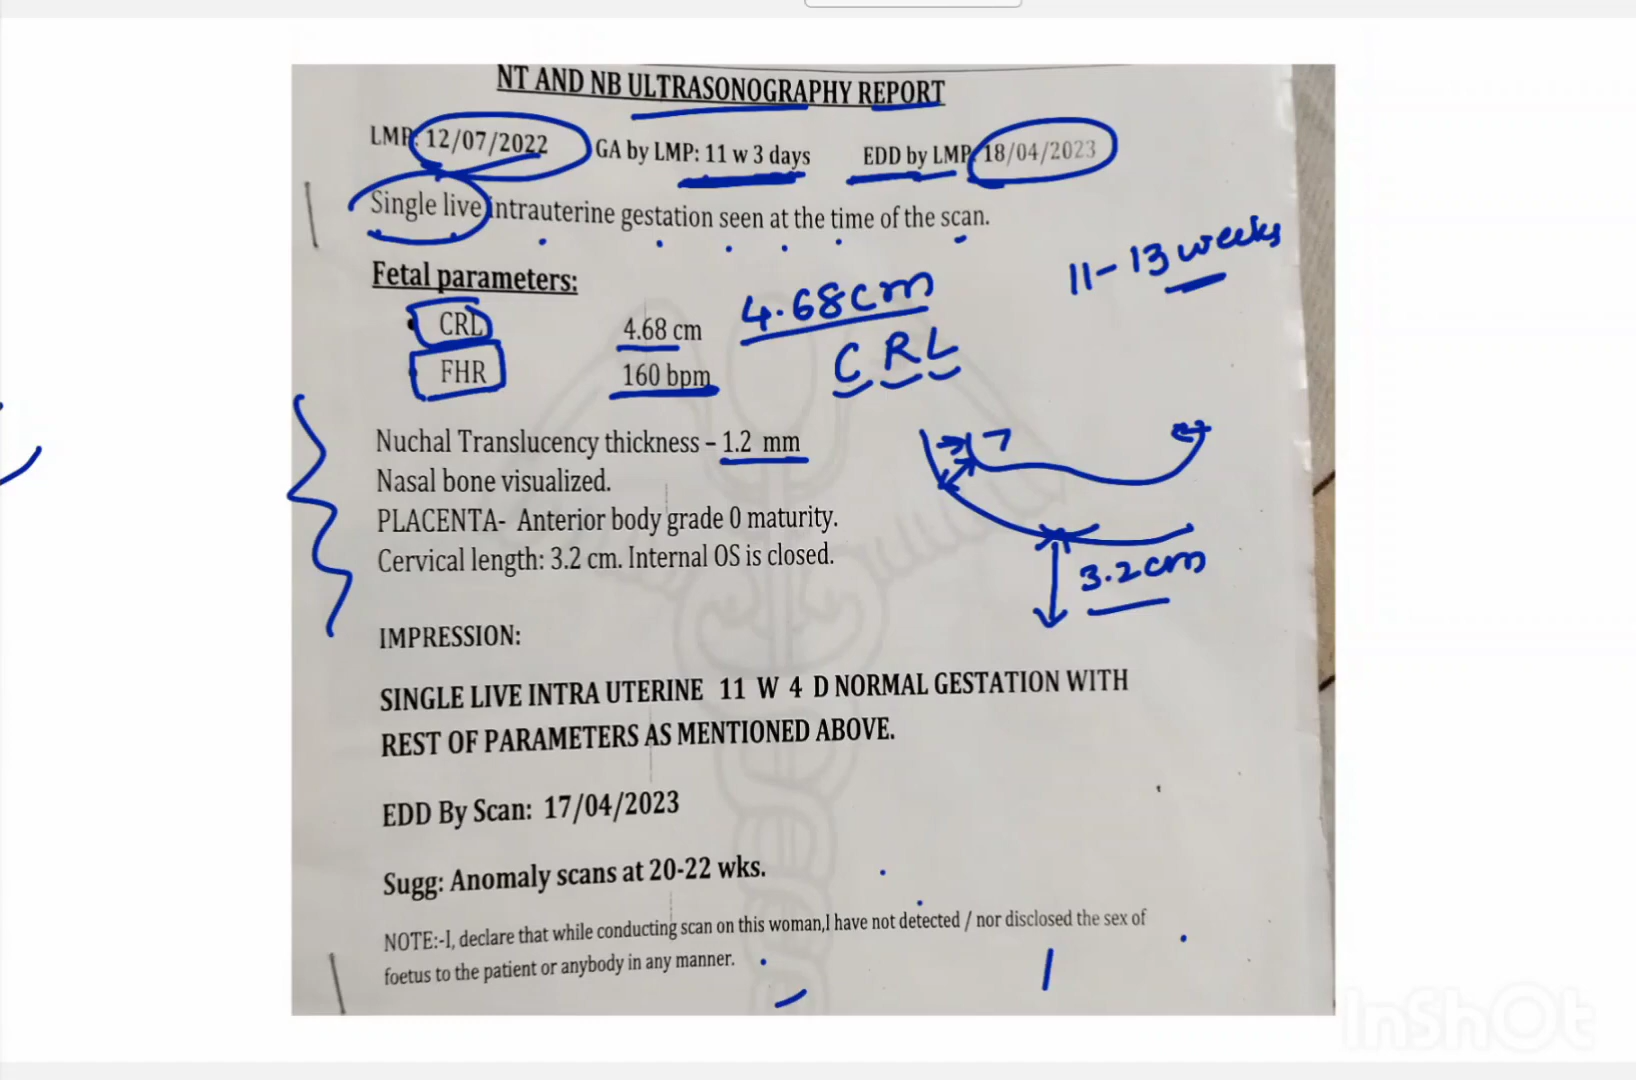 NT AND NB ULTRASONOGRAPHY REPORT
LMP: 12/07/2022 GA by LMP: 11 w 3 days EDD by LMP 18/04/2023
Single live intrauterine gestation seen at the time of the scan.
11-13 weeks
Fetal parameters:
CRL 4.68 cm 4.68cm
FHR 160 bpm CRL
Nuchal Translucency thickness – 1.2 mm
Nasal bone visualized.
PLACENTA- Anterior body grade 0 maturity.
Cervical length: 3.2 cm. Internal OS is closed.
3.2cm
IMPRESSION:
SINGLE LIVE INTRA UTERINE 11 W 4 D NORMAL GESTATION WITH
REST OF PARAMETERS AS MENTIONED ABOVE.
EDD By Scan: 17/04/2023
Sugg: Anomaly scans at 20-22 wks.
NOTE:-I, declare that while conducting scan on this woman,I have not detected / nor disclosed the sex of
foetus to the patient or anybody in any manner.
InShOt